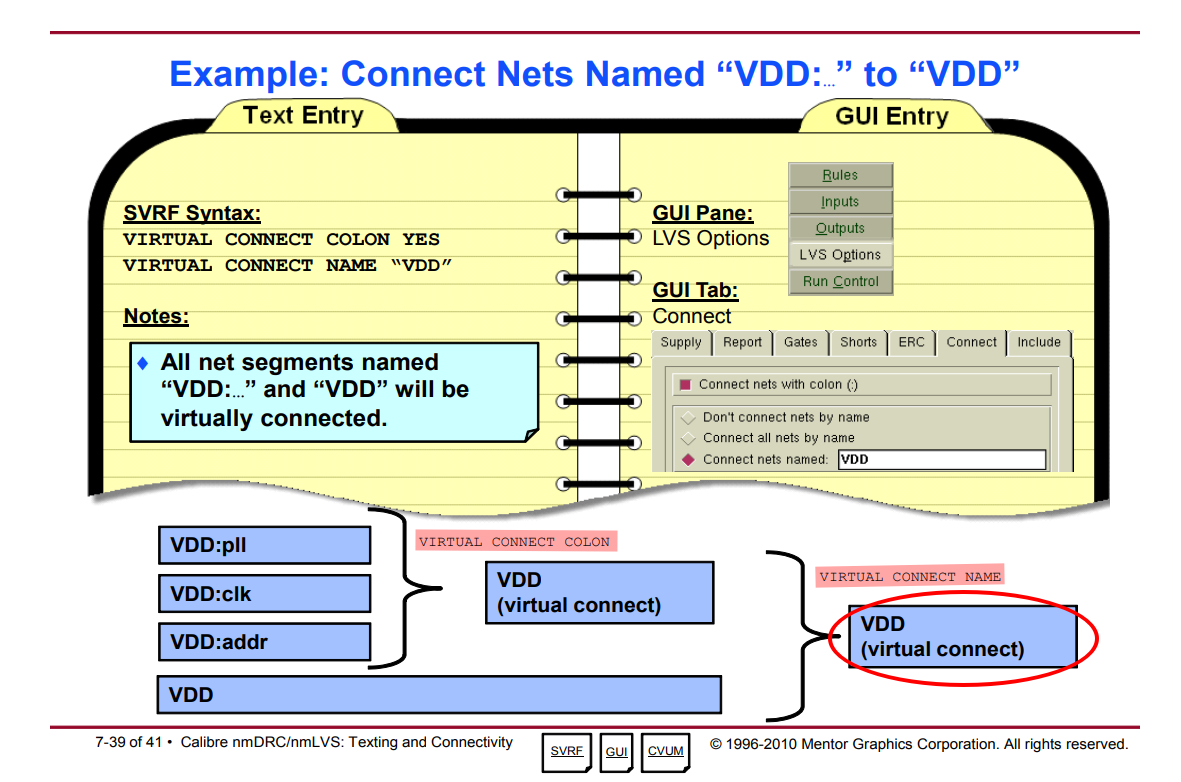 Example: Connect Nets Named “VDD:…” to “VDD”
Text Entry
SVRF Syntax:
VIRTUAL CONNECT COLON YES
VIRTUAL CONNECT NAME “VDD”
Notes:
♦ All net segments named
“VDD:…” and “VDD” will be
virtually connected.
GUI Entry
Rules
Inputs
Outputs
LVS Options
Run Control
GUI Pane:
LVS Options
GUI Tab:
Connect
Supply Report Gates Shorts ERC Connect Include
Connect nets with colon (:)
Don't connect nets by name
Connect all nets by name
Connect nets named: VDD
VDD:pll
VDD:clk
VDD:addr
VDD
VIRTUAL CONNECT COLON
VDD
(virtual connect)
VIRTUAL CONNECT NAME
VDD
(virtual connect)
7-39 of 41 • Calibre nmDRC/nmLVS: Texting and Connectivity
SVRF
GUI
CVUM
© 1996-2010 Mentor Graphics Corporation. All rights reserved.